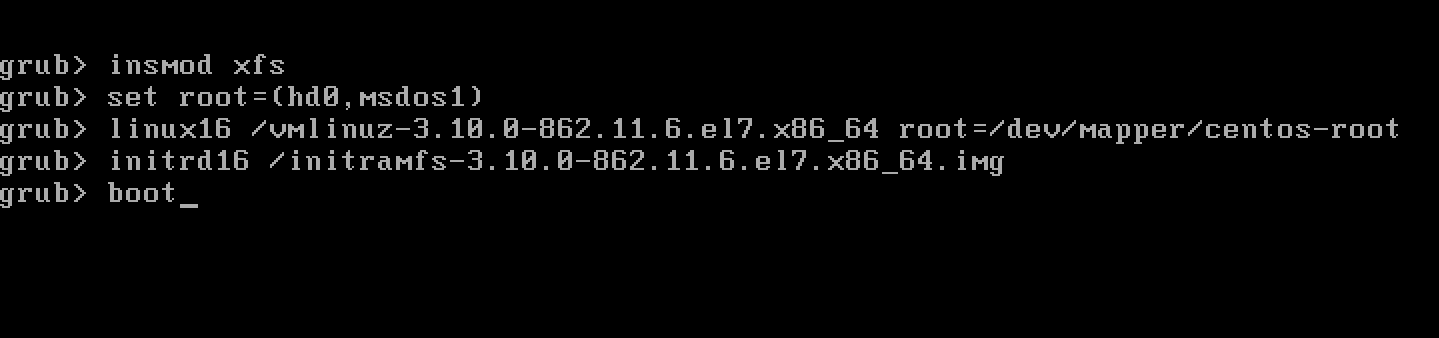 grub> insmod xfs
grub> set root=(hd0,msdos1)
grub> linux16 /vmlinuz-3.10.0-862.11.6.el7.x86_64 root=/dev/mapper/centos-root
grub> initrd16 /initramfs-3.10.0-862.11.6.el7.x86_64.img
grub> boot_